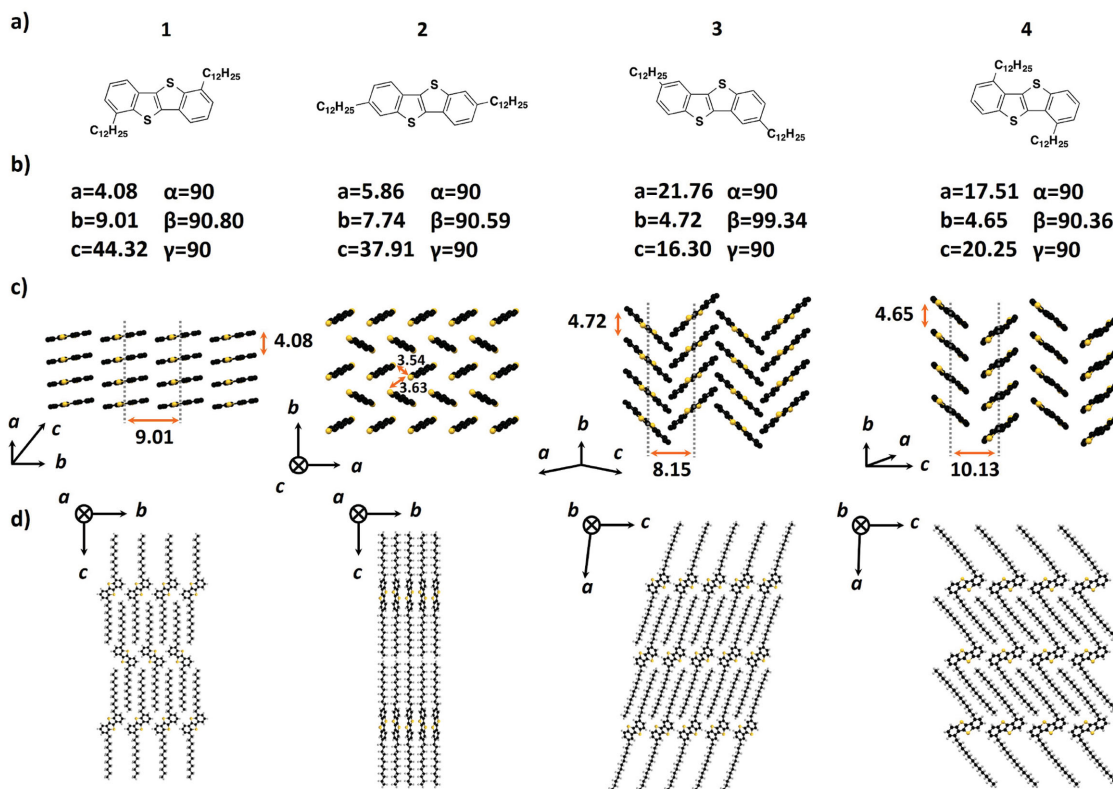 a)
1 2 3 4
C12H25 S S C12H25
C12H25 S S C12H25
C12H25 S S C12H25
C12H25 S S C12H25
b)
a=4.08 α=90
b=9.01 β=90.80
c=44.32 γ=90
a=5.86 α=90
b=7.74 β=90.59
c=37.91 γ=90
a=21.76 α=90
b=4.72 β=99.34
c=16.30 γ=90
a=17.51 α=90
b=4.65 β=90.36
c=20.25 γ=90
c)
4.08
9.01
a c b
3.54
3.63
b c a
4.72
8.15
b a c
4.65
10.13
b a c
d)
a b c
a b c
b c a
b c a